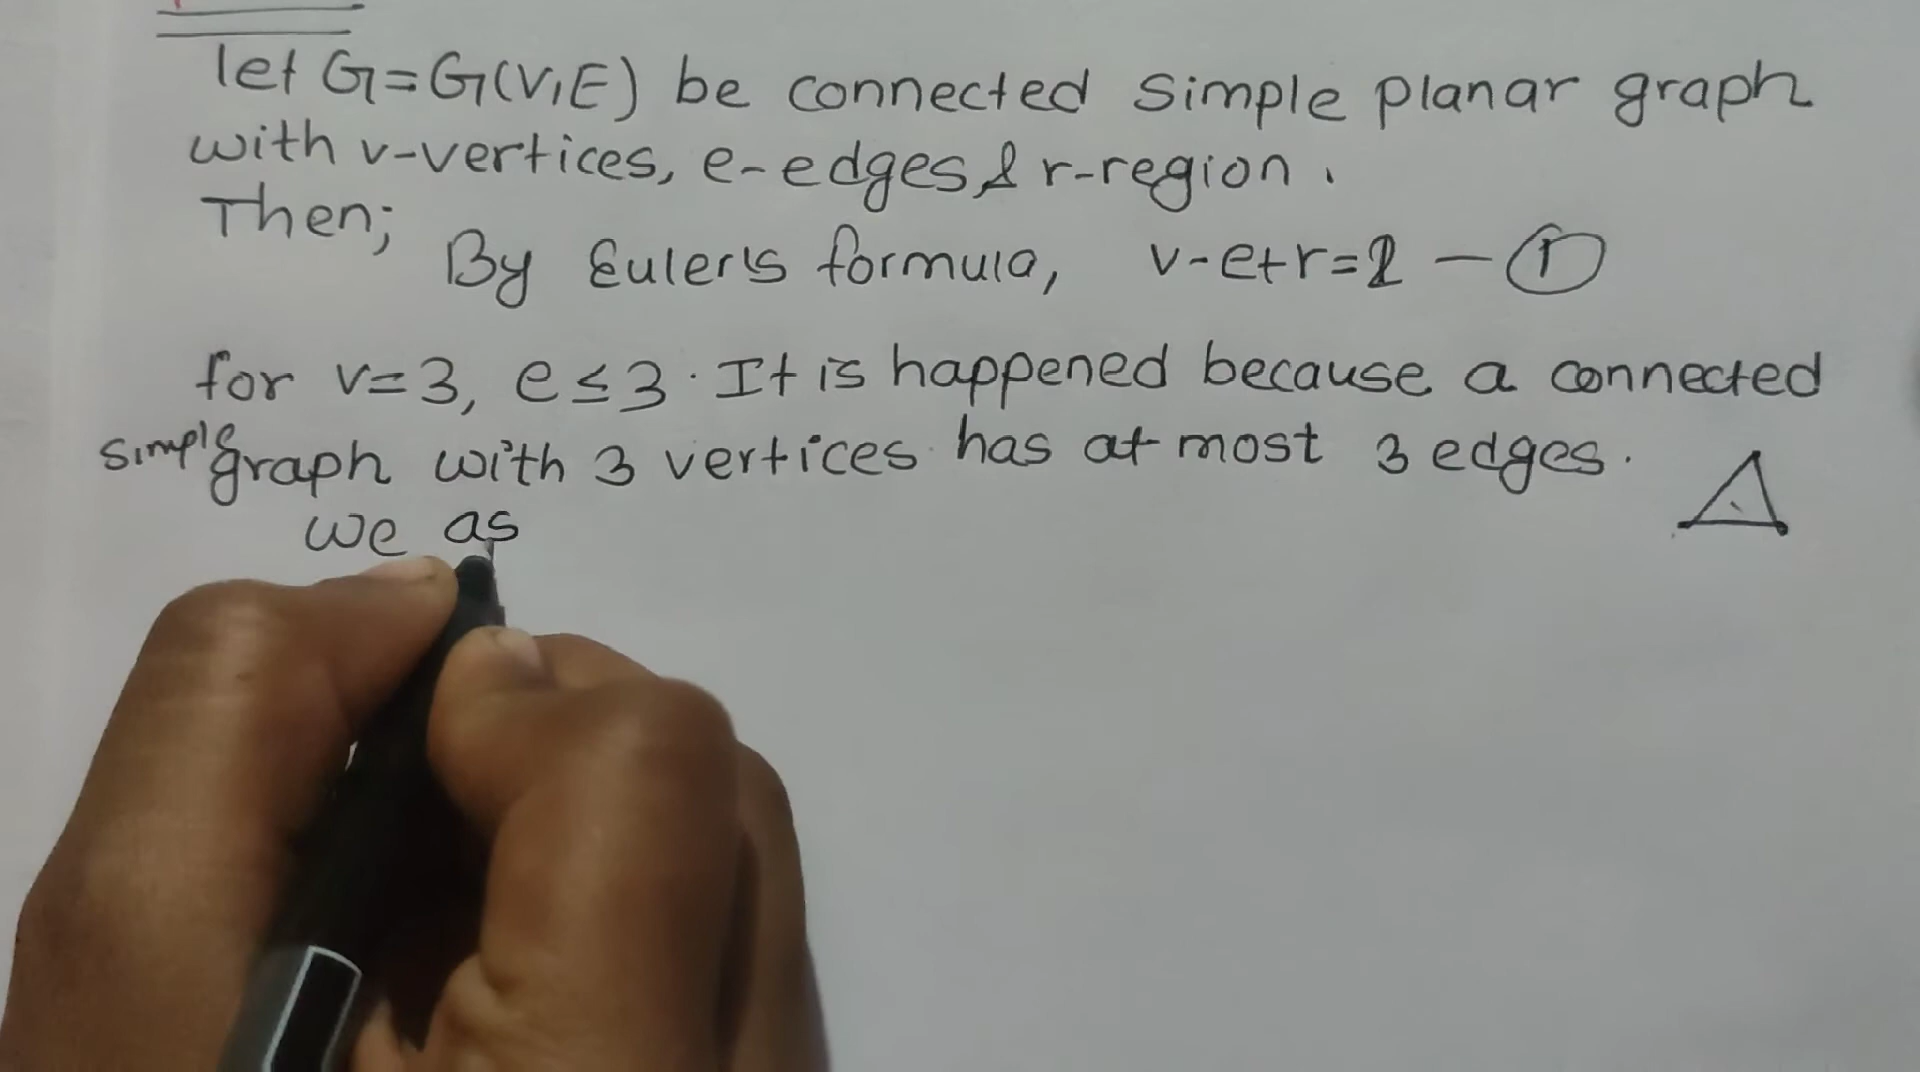 let G=G(V,E) be connected simple planar graph
with v-vertices, e-edges & r-region.
Then;
By Euler's formula, v-e+r=2 — ①
for v=3, e≤3. It is happened because a connected
simple graph with 3 vertices has at most 3 edges.
we as